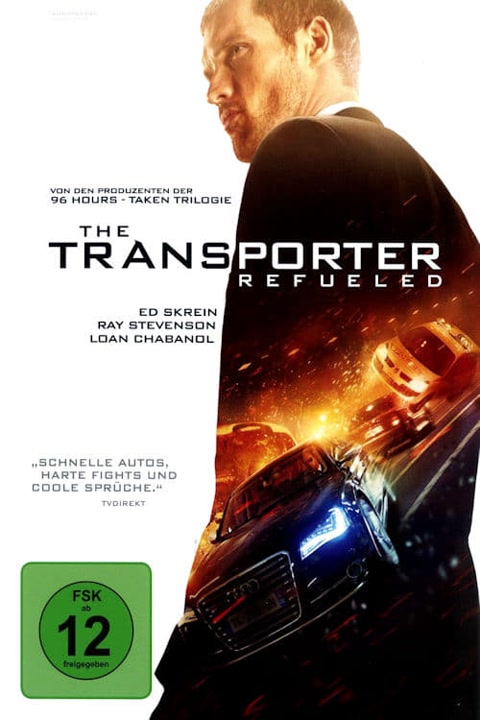 VON DEN PRODUZENTEN DER
96 HOURS - TAKEN TRILOGIE
THE
TRANSPORTER
REFUELED
ED SKREIN
RAY STEVENSON
LOAN CHABANOL
„SCHNELLE AUTOS,
HARTE FIGHTS UND
COOLE SPRÜCHE.“
TVDIREKT
FSK
ab
12
freigegeben